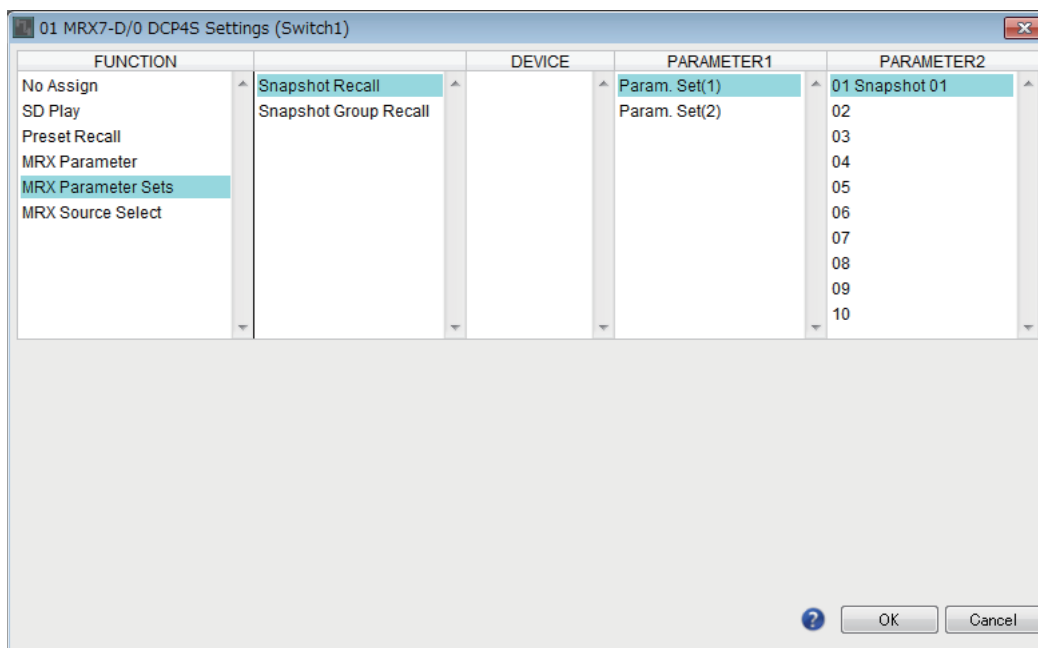 01 MRX7-D/0 DCP4S Settings (Switch1)
FUNCTION DEVICE PARAMETER1 PARAMETER2
No Assign Snapshot Recall Param. Set(1) 01 Snapshot 01
SD Play Snapshot Group Recall Param. Set(2) 02
Preset Recall 03
MRX Parameter 04
MRX Parameter Sets 05
MRX Source Select 06
07
08
09
10
? OK Cancel